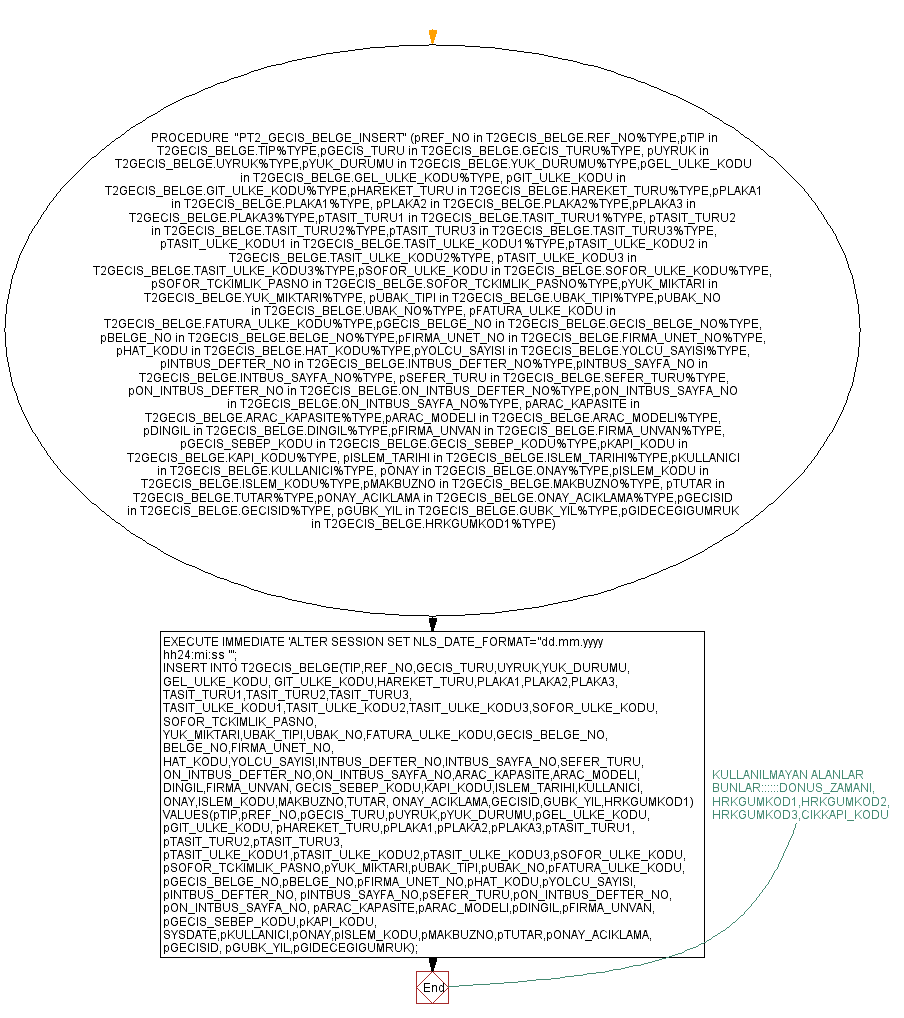 PROCEDURE "PT2_GECIS_BELGE_INSERT" (pREF_NO in T2GECIS_BELGE.REF_NO%TYPE,pTIP in
T2GECIS_BELGE.TIP%TYPE,pGECIS_TURU in T2GECIS_BELGE.GECIS_TURU%TYPE, pUYRUK in
T2GECIS_BELGE.UYRUK%TYPE,pYUK_DURUMU in T2GECIS_BELGE.YUK_DURUMU%TYPE,pGEL_ULKE_KODU
in T2GECIS_BELGE.GEL_ULKE_KODU%TYPE, pGIT_ULKE_KODU in
T2GECIS_BELGE.GIT_ULKE_KODU%TYPE,pHAREKET_TURU in T2GECIS_BELGE.HAREKET_TURU%TYPE,pPLAKA1
in T2GECIS_BELGE.PLAKA1%TYPE, pPLAKA2 in T2GECIS_BELGE.PLAKA2%TYPE,pPLAKA3 in
T2GECIS_BELGE.PLAKA3%TYPE,pTASIT_TURU1 in T2GECIS_BELGE.TASIT_TURU1%TYPE, pTASIT_TURU2
in T2GECIS_BELGE.TASIT_TURU2%TYPE,pTASIT_TURU3 in T2GECIS_BELGE.TASIT_TURU3%TYPE,
pTASIT_ULKE_KODU1 in T2GECIS_BELGE.TASIT_ULKE_KODU1%TYPE,pTASIT_ULKE_KODU2 in
T2GECIS_BELGE.TASIT_ULKE_KODU2%TYPE, pTASIT_ULKE_KODU3 in
T2GECIS_BELGE.TASIT_ULKE_KODU3%TYPE,pSOFOR_ULKE_KODU in T2GECIS_BELGE.SOFOR_ULKE_KODU%TYPE,
pSOFOR_TCKIMLIK_PASNO in T2GECIS_BELGE.SOFOR_TCKIMLIK_PASNO%TYPE,pYUK_MIKTARI in
T2GECIS_BELGE.YUK_MIKTARI%TYPE, pUBAK_TIPI in T2GECIS_BELGE.UBAK_TIPI%TYPE,pUBAK_NO
in T2GECIS_BELGE.UBAK_NO%TYPE, pFATURA_ULKE_KODU in
T2GECIS_BELGE.FATURA_ULKE_KODU%TYPE,pGECIS_BELGE_NO in T2GECIS_BELGE.GECIS_BELGE_NO%TYPE,
pBELGE_NO in T2GECIS_BELGE.BELGE_NO%TYPE,pFIRMA_UNET_NO in T2GECIS_BELGE.FIRMA_UNET_NO%TYPE,
pHAT_KODU in T2GECIS_BELGE.HAT_KODU%TYPE,pYOLCU_SAYISI in T2GECIS_BELGE.YOLCU_SAYISI%TYPE,
pINTBUS_DEFTER_NO in T2GECIS_BELGE.INTBUS_DEFTER_NO%TYPE,pINTBUS_SAYFA_NO in
T2GECIS_BELGE.INTBUS_SAYFA_NO%TYPE, pSEFER_TURU in T2GECIS_BELGE.SEFER_TURU%TYPE,
pON_INTBUS_DEFTER_NO in T2GECIS_BELGE.ON_INTBUS_DEFTER_NO%TYPE,pON_INTBUS_SAYFA_NO
in T2GECIS_BELGE.ON_INTBUS_SAYFA_NO%TYPE, pARAC_KAPASITE in
T2GECIS_BELGE.ARAC_KAPASITE%TYPE,pARAC_MODELI in T2GECIS_BELGE.ARAC_MODELI%TYPE,
pDINGIL in T2GECIS_BELGE.DINGIL%TYPE,pFIRMA_UNVAN in T2GECIS_BELGE.FIRMA_UNVAN%TYPE,
pGECIS_SEBEP_KODU in T2GECIS_BELGE.GECIS_SEBEP_KODU%TYPE,pKAPI_KODU in
T2GECIS_BELGE.KAPI_KODU%TYPE, pISLEM_TARIHI in T2GECIS_BELGE.ISLEM_TARIHI%TYPE,pKULLANICI
in T2GECIS_BELGE.KULLANICI%TYPE, pONAY in T2GECIS_BELGE.ONAY%TYPE,pISLEM_KODU in
T2GECIS_BELGE.ISLEM_KODU%TYPE,pMAKBUZNO in T2GECIS_BELGE.MAKBUZNO%TYPE, pTUTAR in
T2GECIS_BELGE.TUTAR%TYPE,pONAY_ACIKLAMA in T2GECIS_BELGE.ONAY_ACIKLAMA%TYPE,pGECISID
in T2GECIS_BELGE.GECISID%TYPE, pGUBK_YIL in T2GECIS_BELGE.GUBK_YIL%TYPE,pGIDECEGIGUMRUK
in T2GECIS_BELGE.HRKGUMKOD1%TYPE)
EXECUTE IMMEDIATE 'ALTER SESSION SET NLS_DATE_FORMAT="dd.mm.yyyy
hh24:mi:ss "';
INSERT INTO T2GECIS_BELGE(TIP,REF_NO,GECIS_TURU,UYRUK,YUK_DURUMU,
GEL_ULKE_KODU, GIT_ULKE_KODU,HAREKET_TURU,PLAKA1,PLAKA2,PLAKA3,
TASIT_TURU1,TASIT_TURU2,TASIT_TURU3,
TASIT_ULKE_KODU1,TASIT_ULKE_KODU2,TASIT_ULKE_KODU3,SOFOR_ULKE_KODU,
SOFOR_TCKIMLIK_PASNO,
YUK_MIKTARI,UBAK_TIPI,UBAK_NO,FATURA_ULKE_KODU,GECIS_BELGE_NO,
BELGE_NO,FIRMA_UNET_NO,
HAT_KODU,YOLCU_SAYISI,INTBUS_DEFTER_NO,INTBUS_SAYFA_NO,SEFER_TURU,
ON_INTBUS_DEFTER_NO,ON_INTBUS_SAYFA_NO,ARAC_KAPASITE,ARAC_MODELI,
DINGIL,FIRMA_UNVAN, GECIS_SEBEP_KODU,KAPI_KODU,ISLEM_TARIHI,KULLANICI,
ONAY,ISLEM_KODU,MAKBUZNO,TUTAR, ONAY_ACIKLAMA,GECISID,GUBK_YIL,HRKGUMKOD1)
VALUES(pTIP,pREF_NO,pGECIS_TURU,pUYRUK,pYUK_DURUMU,pGEL_ULKE_KODU,
pGIT_ULKE_KODU, pHAREKET_TURU,pPLAKA1,pPLAKA2,pPLAKA3,pTASIT_TURU1,
pTASIT_TURU2,pTASIT_TURU3,
pTASIT_ULKE_KODU1,pTASIT_ULKE_KODU2,pTASIT_ULKE_KODU3,pSOFOR_ULKE_KODU,
pSOFOR_TCKIMLIK_PASNO,pYUK_MIKTARI,pUBAK_TIPI,pUBAK_NO,pFATURA_ULKE_KODU,
pGECIS_BELGE_NO,pBELGE_NO,pFIRMA_UNET_NO,pHAT_KODU,pYOLCU_SAYISI,
pINTBUS_DEFTER_NO, pINTBUS_SAYFA_NO,pSEFER_TURU,pON_INTBUS_DEFTER_NO,
pON_INTBUS_SAYFA_NO, pARAC_KAPASITE,pARAC_MODELI,pDINGIL,pFIRMA_UNVAN,
pGECIS_SEBEP_KODU,pKAPI_KODU,
SYSDATE,pKULLANICI,pONAY,pISLEM_KODU,pMAKBUZNO,pTUTAR,pONAY_ACIKLAMA,
pGECISID, pGUBK_YIL,pGIDECEGIGUMRUK);
KULLANILMAYAN ALANLAR
BUNLAR::::::DONUS_ZAMANI,
HRKGUMKOD1,HRKGUMKOD2,
HRKGUMKOD3,CIKKAPI_KODU
End